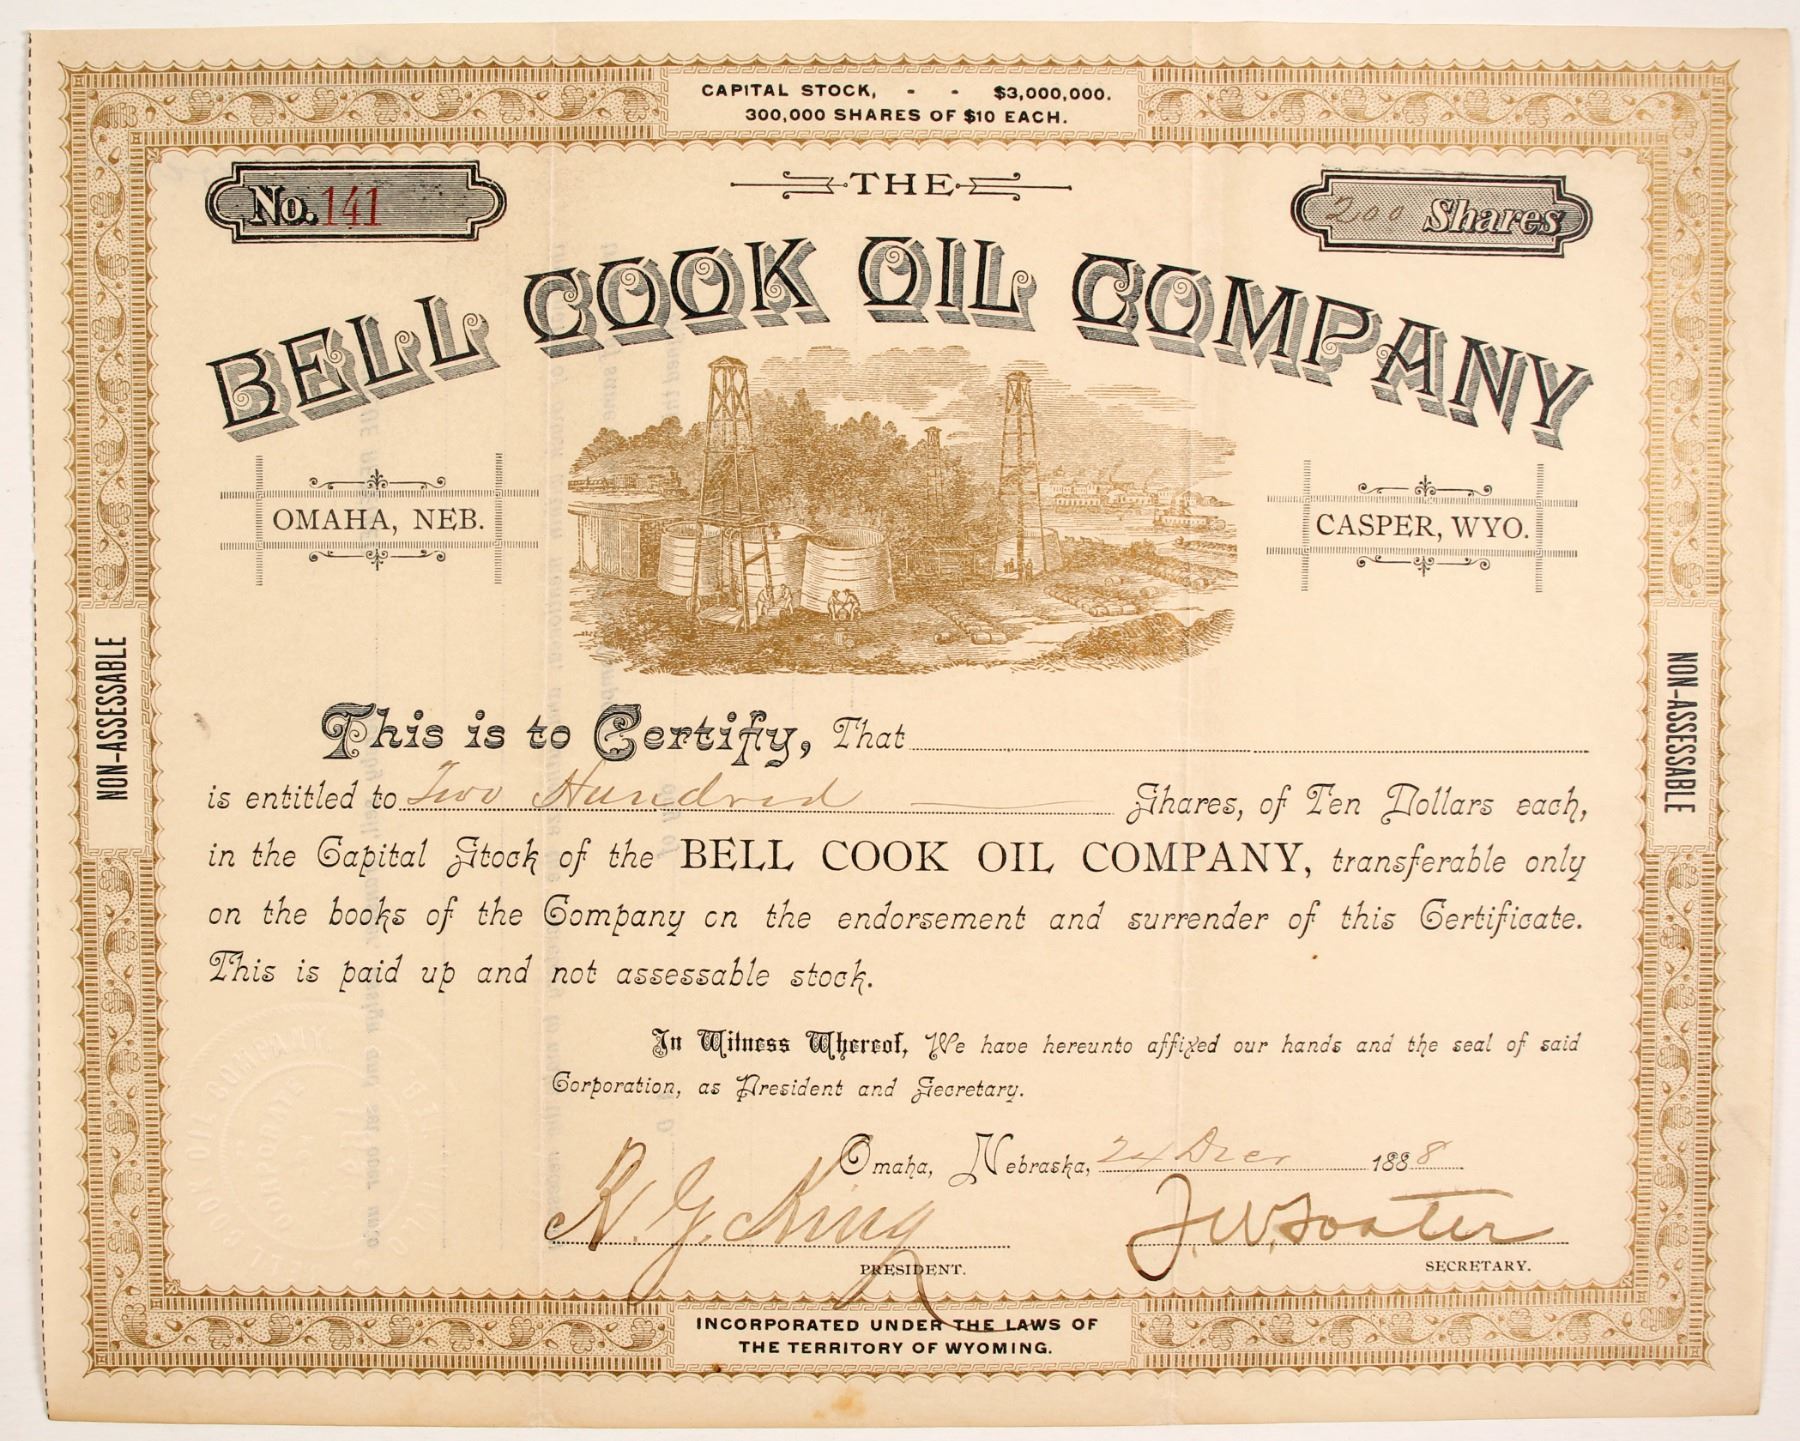 CAPITAL STOCK, - - $3,000,000.
300,000 SHARES OF $10 EACH.
No. 141
THE
200 Shares
BELL COOK OIL COMPANY
OMAHA, NEB.
CASPER, WYO.
NON-ASSESSABLE
NON-ASSESSABLE
This is to Certify, That
is entitled to Two Hundred Shares, of Ten Dollars each,
in the Capital Stock of the BELL COOK OIL COMPANY, transferable only
on the books of the Company on the endorsement and surrender of this Certificate.
This is paid up and not assessable stock.
In Witness Whereof, We have hereunto affixed our hands and the seal of said
Corporation, as President and Secretary.
Omaha, Nebraska, 24 Dec 1888
R. G. King
J. W. Foster
PRESIDENT.
SECRETARY.
INCORPORATED UNDER THE LAWS OF
THE TERRITORY OF WYOMING.